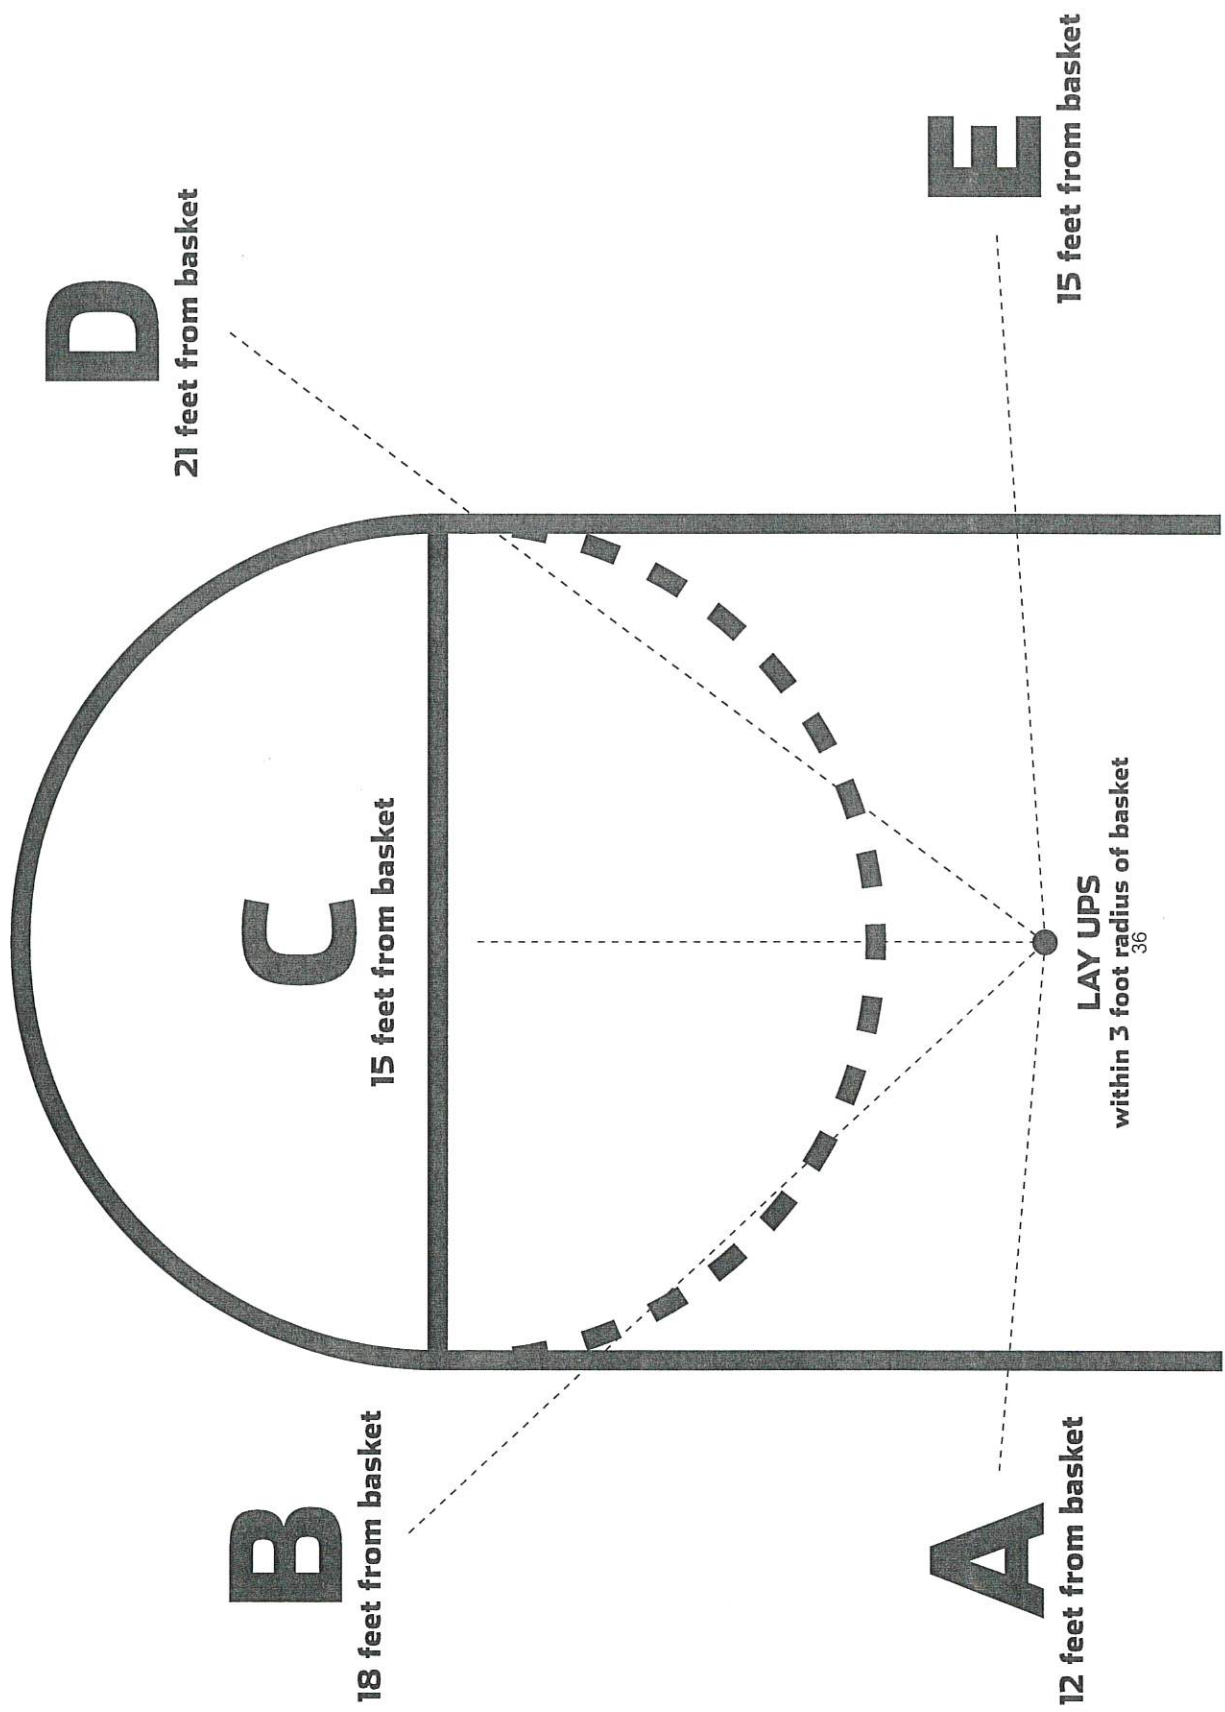 D
21 feet from basket
C
15 feet from basket
B
18 feet from basket
E
15 feet from basket
A
12 feet from basket
LAY UPS
within 3 foot radius of basket
36